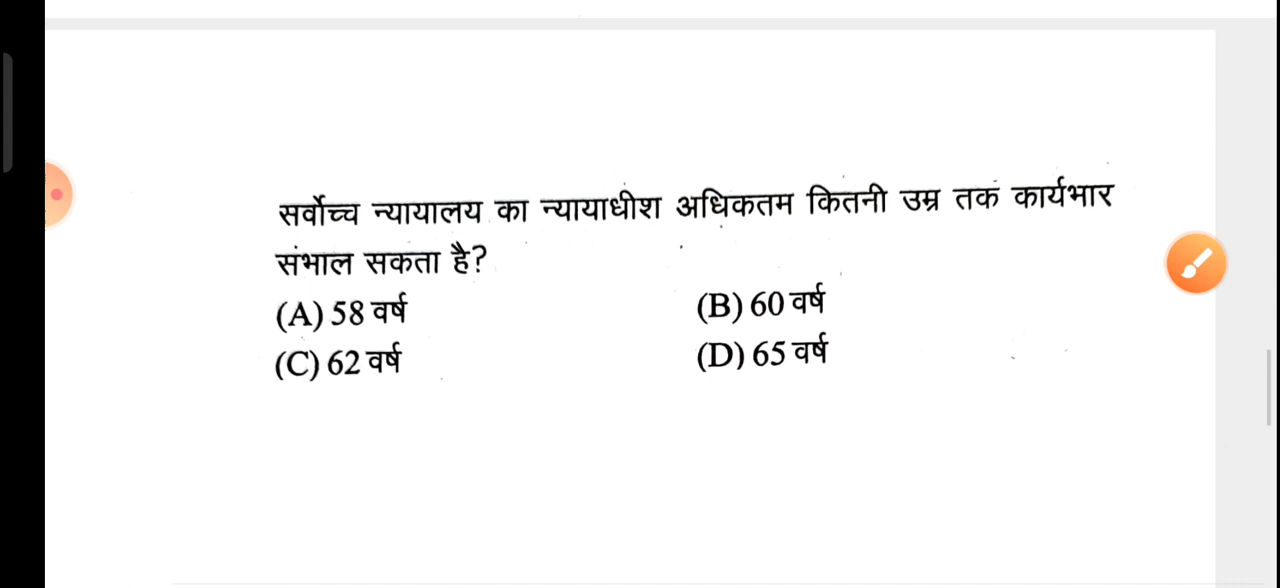 सर्वोच्च न्यायालय का न्यायाधीश अधिकतम कितनी उम्र तक कार्यभार
संभाल सकता है?
(A) 58 वर्ष (B) 60 वर्ष
(C) 62 वर्ष (D) 65 वर्ष